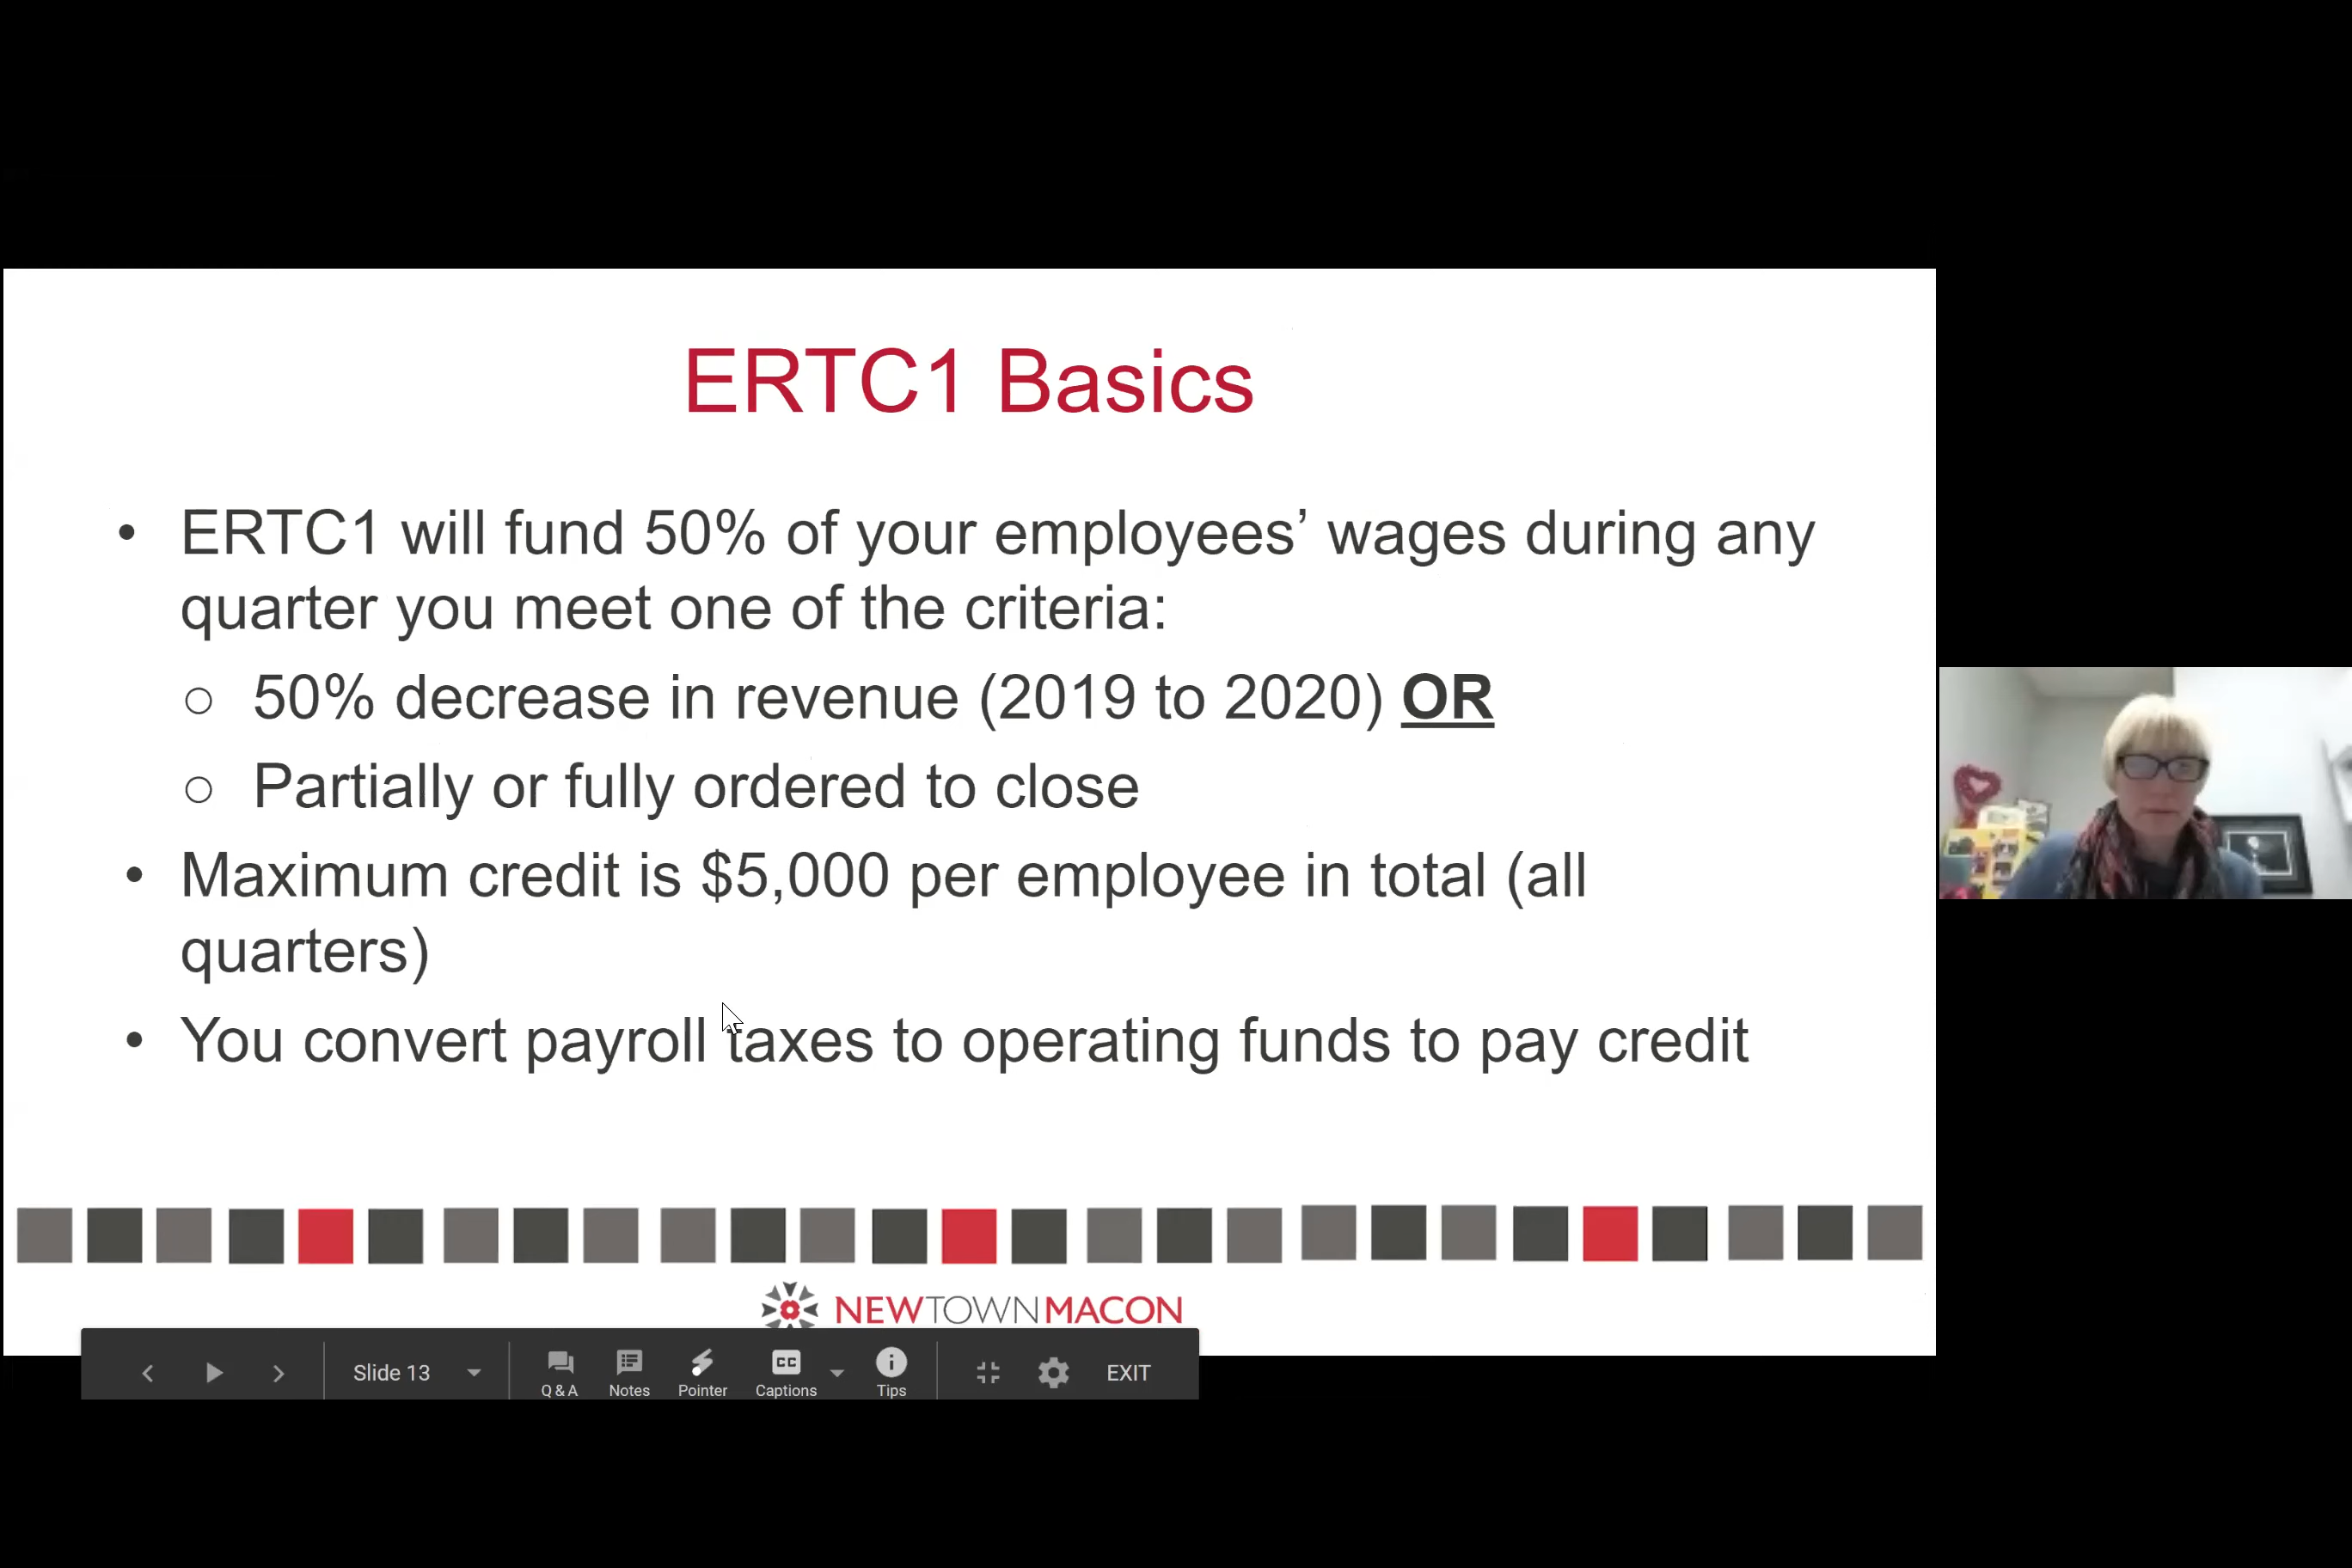 ERTC1 Basics
• ERTC1 will fund 50% of your employees’ wages during any
quarter you meet one of the criteria:
○ 50% decrease in revenue (2019 to 2020) OR
○ Partially or fully ordered to close
• Maximum credit is $5,000 per employee in total (all
quarters)
• You convert payroll taxes to operating funds to pay credit
NEWTOWNMACON
Slide 13
Q & A
Notes
Pointer
CC
Captions
Tips
EXIT